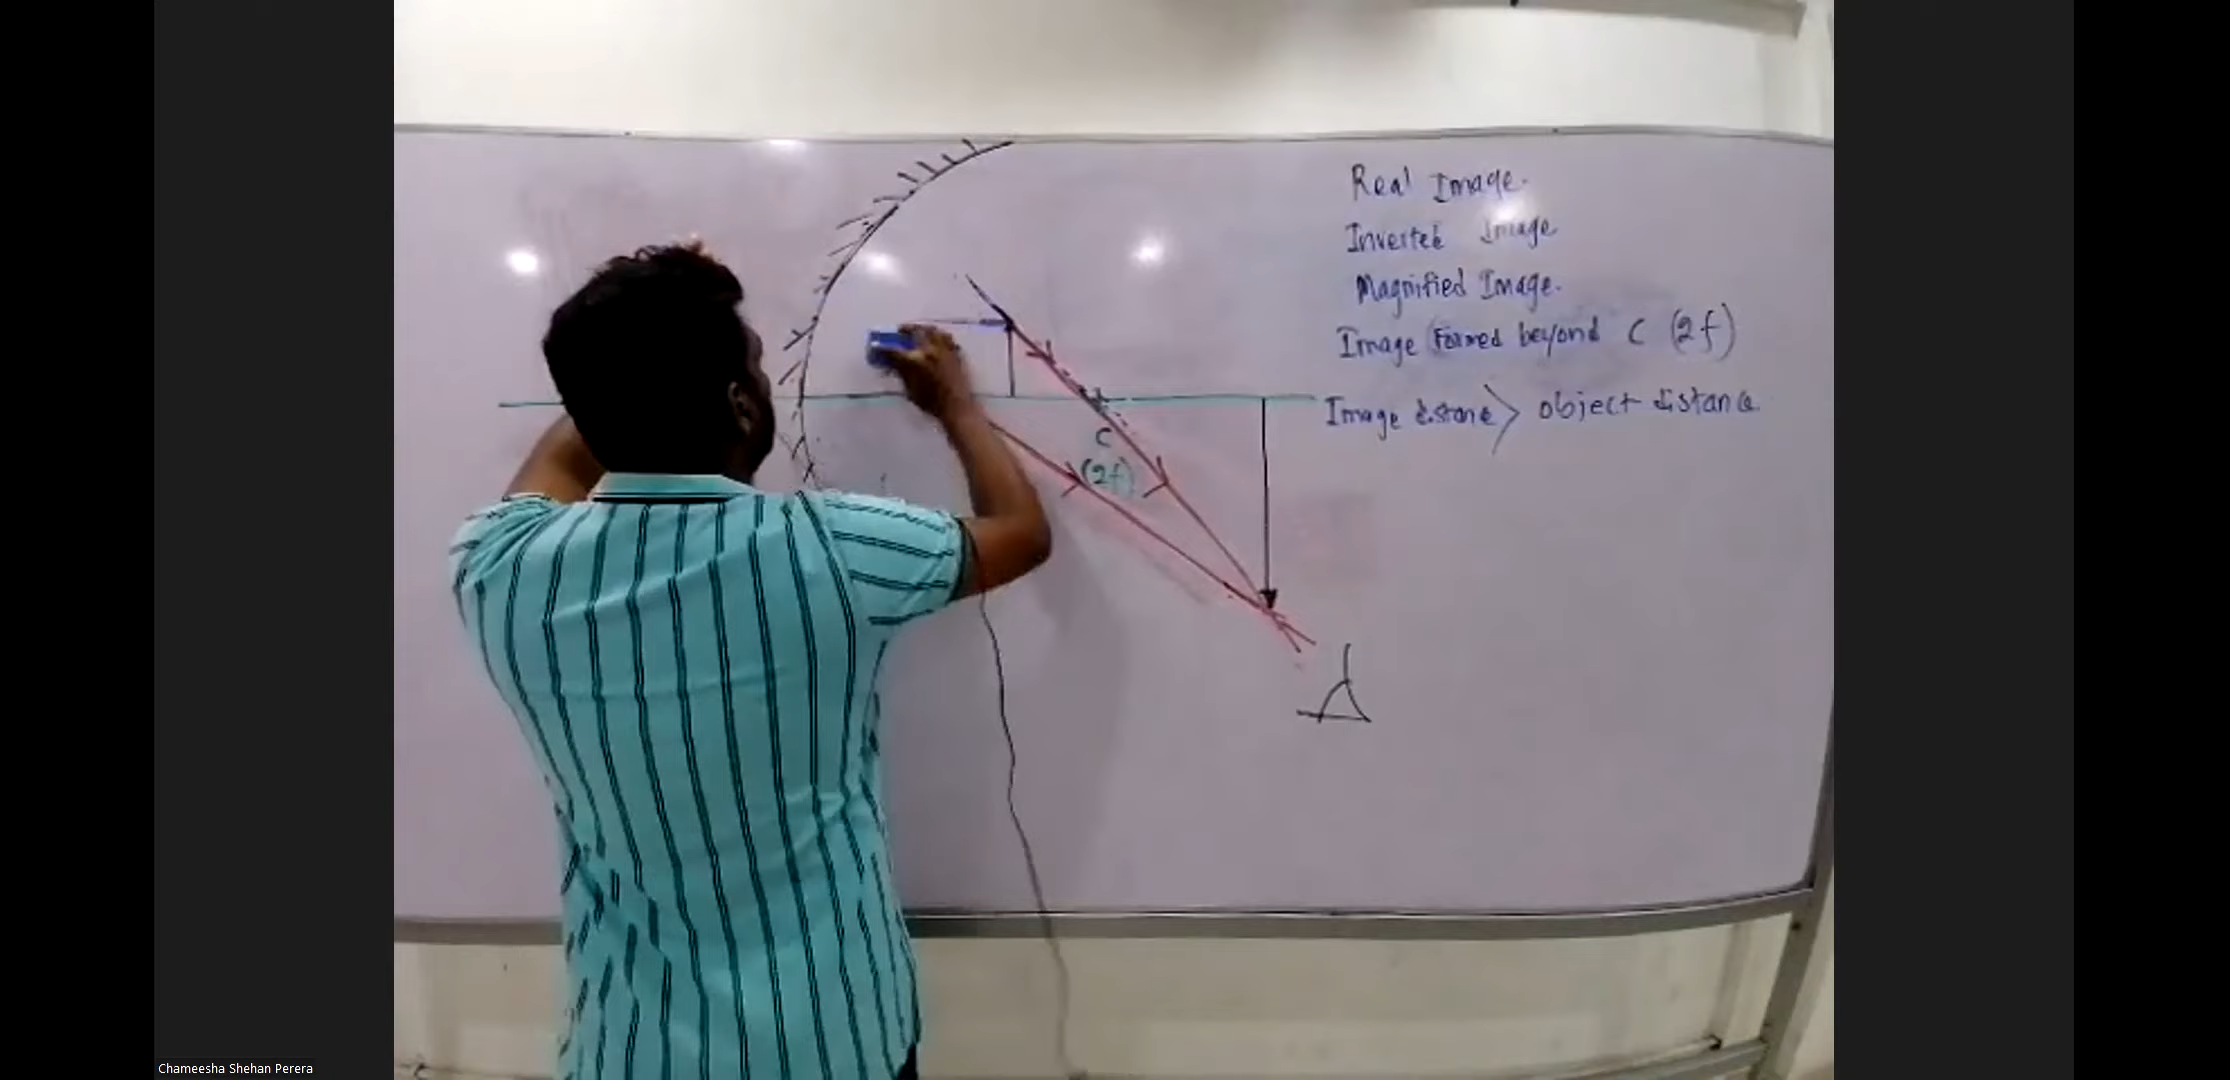 Real Image.
Inverted Image
Magnified Image.
Image Formed beyond C (2f)
Image distance > object distance
C
(2f)
Chameesha Shehan Perera